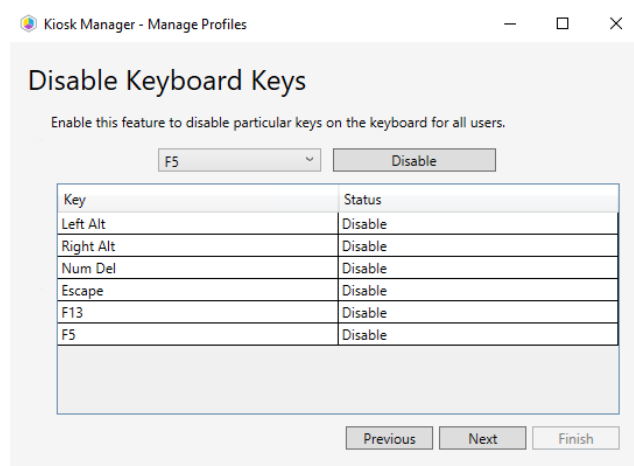 Kiosk Manager - Manage Profiles
Disable Keyboard Keys
Enable this feature to disable particular keys on the keyboard for all users.
F5 Disable
Key Status
Left Alt Disable
Right Alt Disable
Num Del Disable
Escape Disable
F13 Disable
F5 Disable
Previous Next Finish